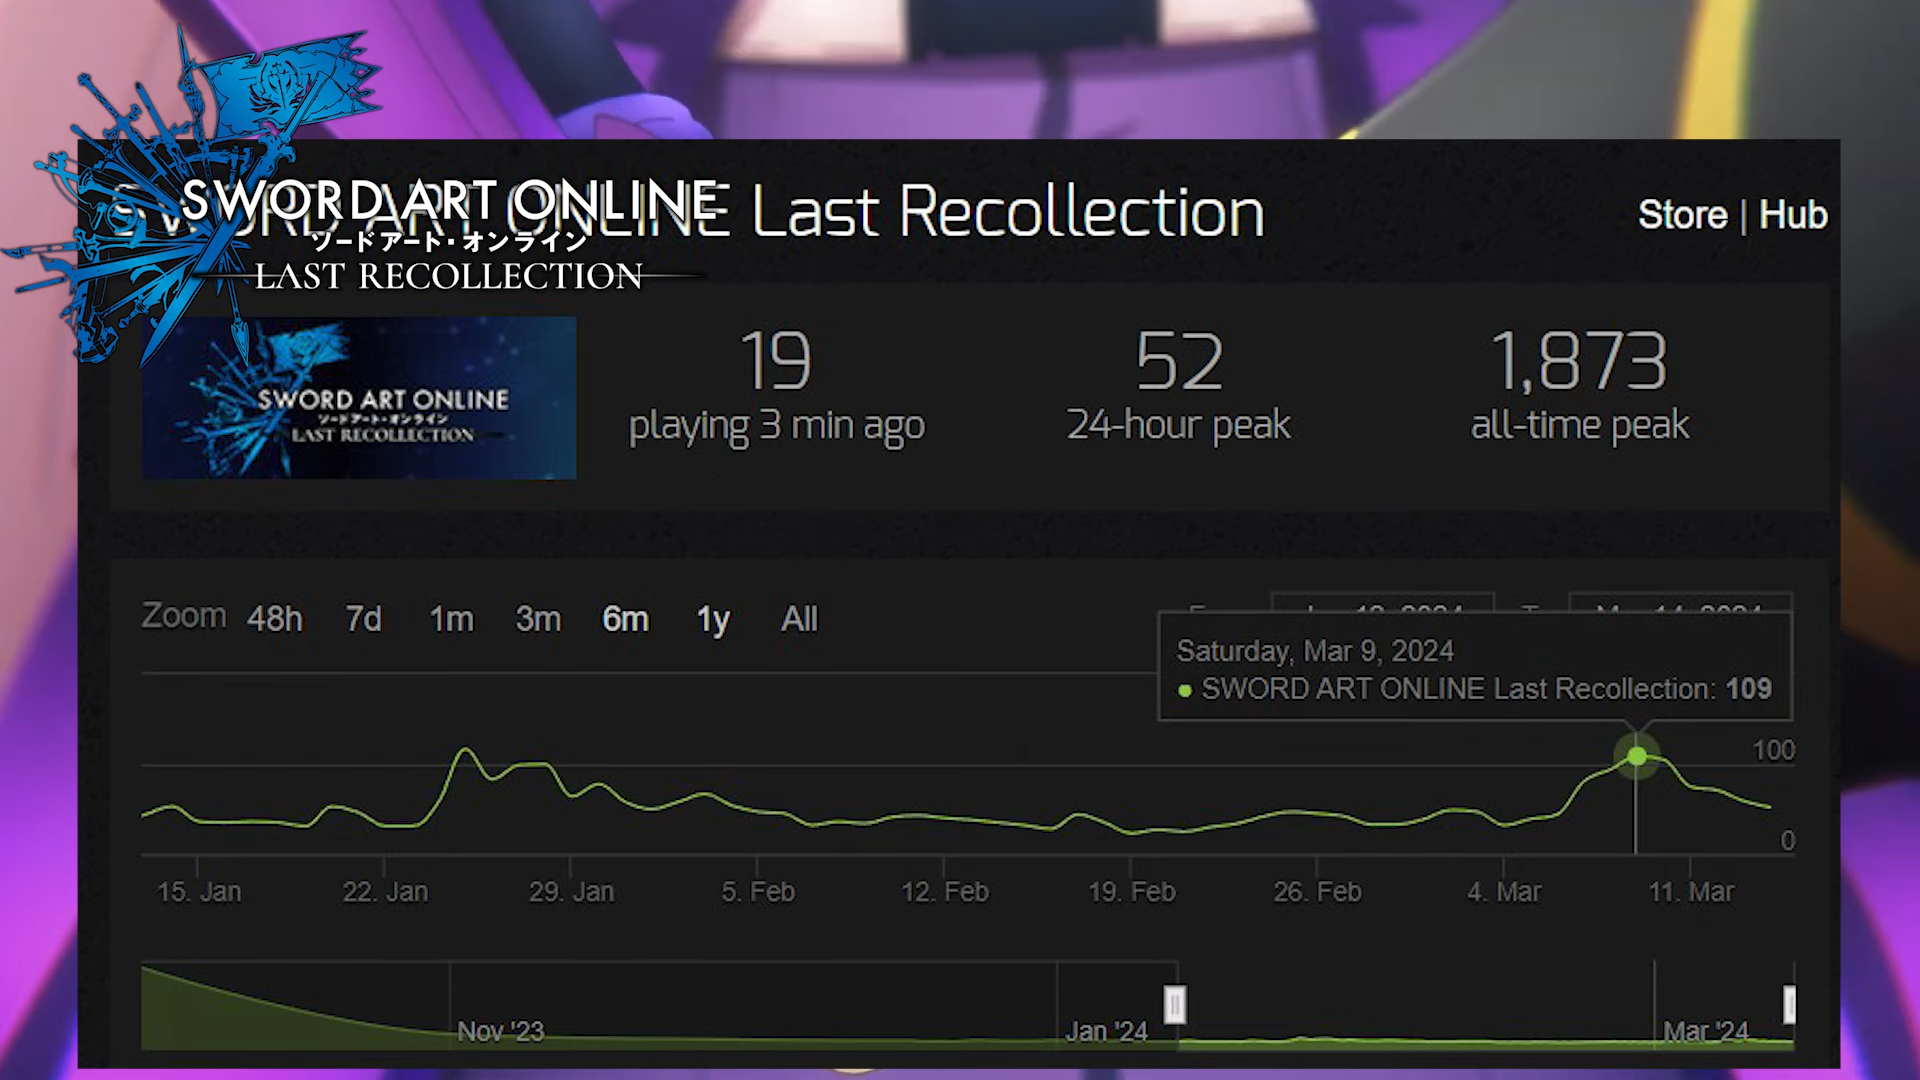 SWORD ART ONLINE
ソードアート・オンライン
LAST RECOLLECTION
SWORD ART ONLINE Last Recollection
Store | Hub
SWORD ART ONLINE
ソードアート・オンライン
LAST RECOLLECTION
19
playing 3 min ago
52
24-hour peak
1,873
all-time peak
Zoom 48h 7d 1m 3m 6m 1y All
Saturday, Mar 9, 2024
SWORD ART ONLINE Last Recollection: 109
100
0
15. Jan 22. Jan 29. Jan 5. Feb 12. Feb 19. Feb 26. Feb 4. Mar 11. Mar
Nov '23 Jan '24 Mar '24